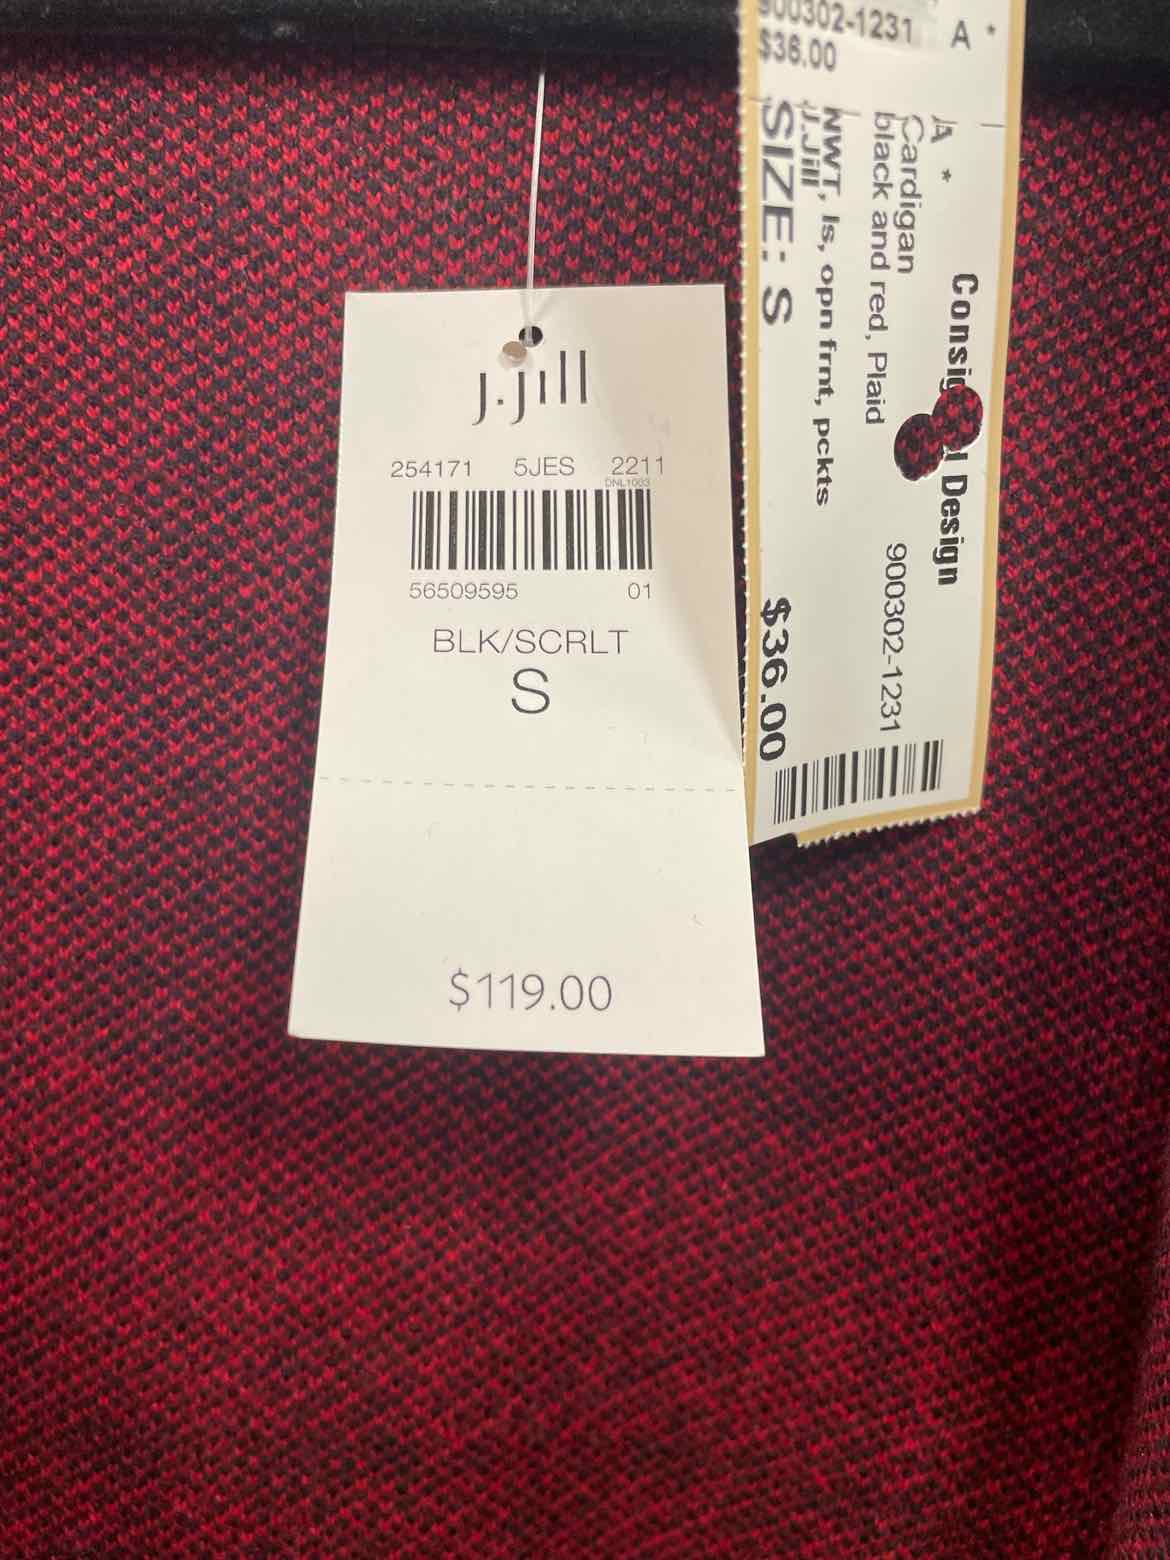 J.Jill
254171 5JES 2211
DNL1003
56509595 01
BLK/SCRLT
S
$119.00
900302-1231 A *
$36.00
Design
A *
Cardigan
black and red, Plaid
900302-1231
NWT, ls, opn frnt, pckts
J.Jill
SIZE: S
$36.00